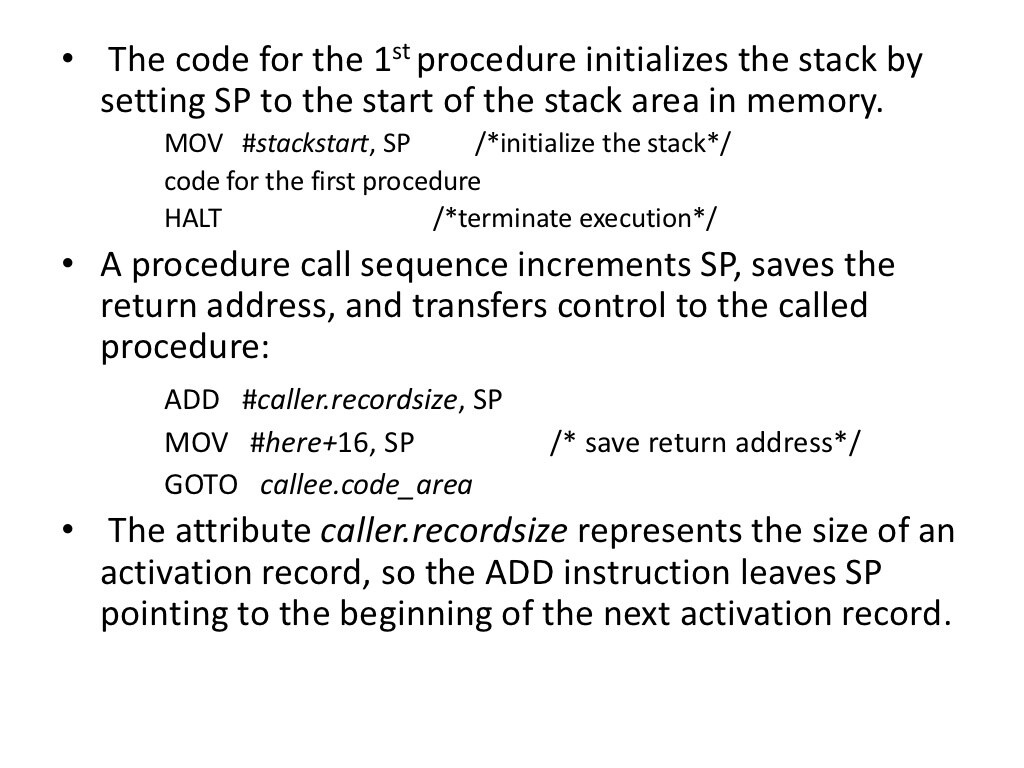 • The code for the 1st procedure initializes the stack by
setting SP to the start of the stack area in memory.
MOV #stackstart, SP /*initialize the stack*/
code for the first procedure
HALT /*terminate execution*/
• A procedure call sequence increments SP, saves the
return address, and transfers control to the called
procedure:
ADD #caller.recordsize, SP
MOV #here+16, SP /* save return address*/
GOTO callee.code_area
• The attribute caller.recordsize represents the size of an
activation record, so the ADD instruction leaves SP
pointing to the beginning of the next activation record.